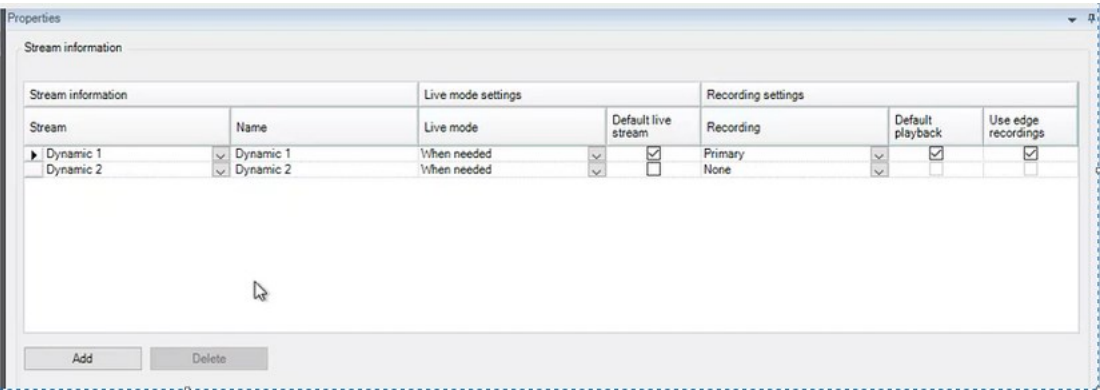 Properties
Stream information
Stream information Live mode settings Recording settings
Stream Name Live mode Default live stream Recording Default playback Use edge recordings
Dynamic 1 Dynamic 1 When needed Primary
Dynamic 2 Dynamic 2 When needed None
Add Delete